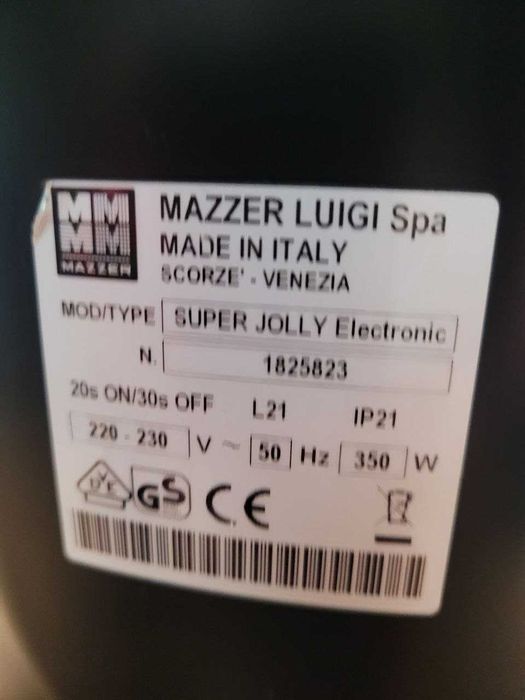 MAZZER
MAZZER LUIGI Spa
MADE IN ITALY
SCORZE' - VENEZIA
MOD/TYPE SUPER JOLLY Electronic
N. 1825823
20s ON/30s OFF L21 IP21
220 - 230 V ~ 50 Hz 350 W
GS CE